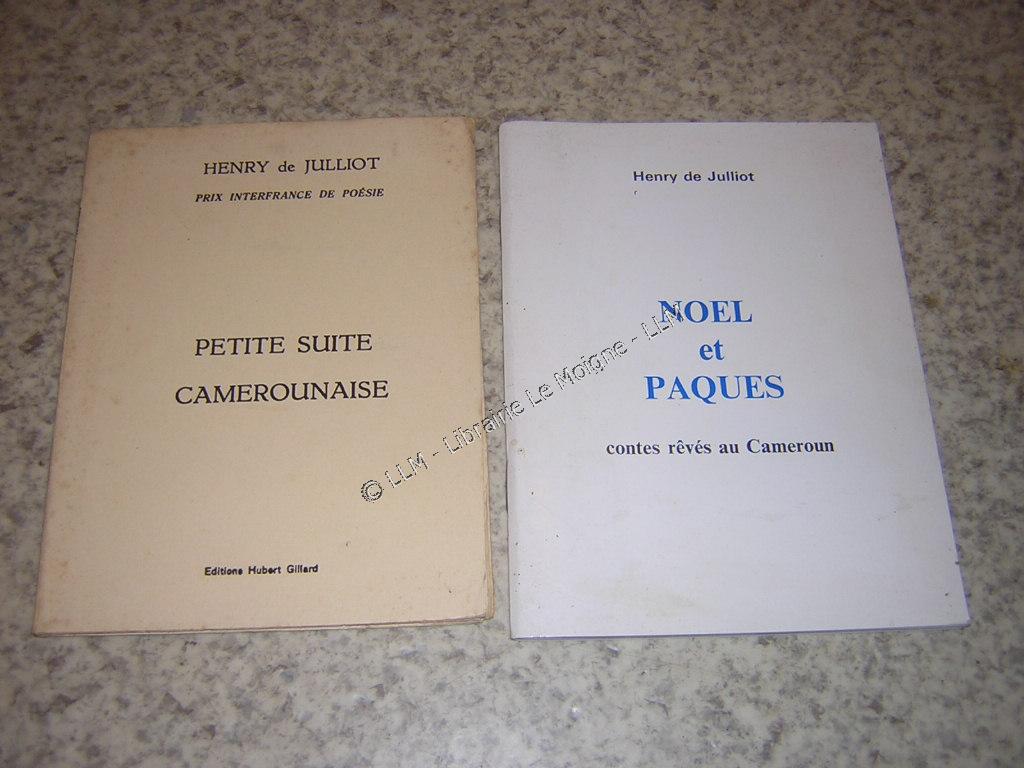 HENRY de JULLIOT
PRIX INTERFRANCE DE POÉSIE
PETITE SUITE
CAMEROUNAISE
Editions Hubert Gillard
Henry de Julliot
NOEL
et
PAQUES
contes rêvés au Cameroun
© LLM - Librairie Le Moigne - LLM